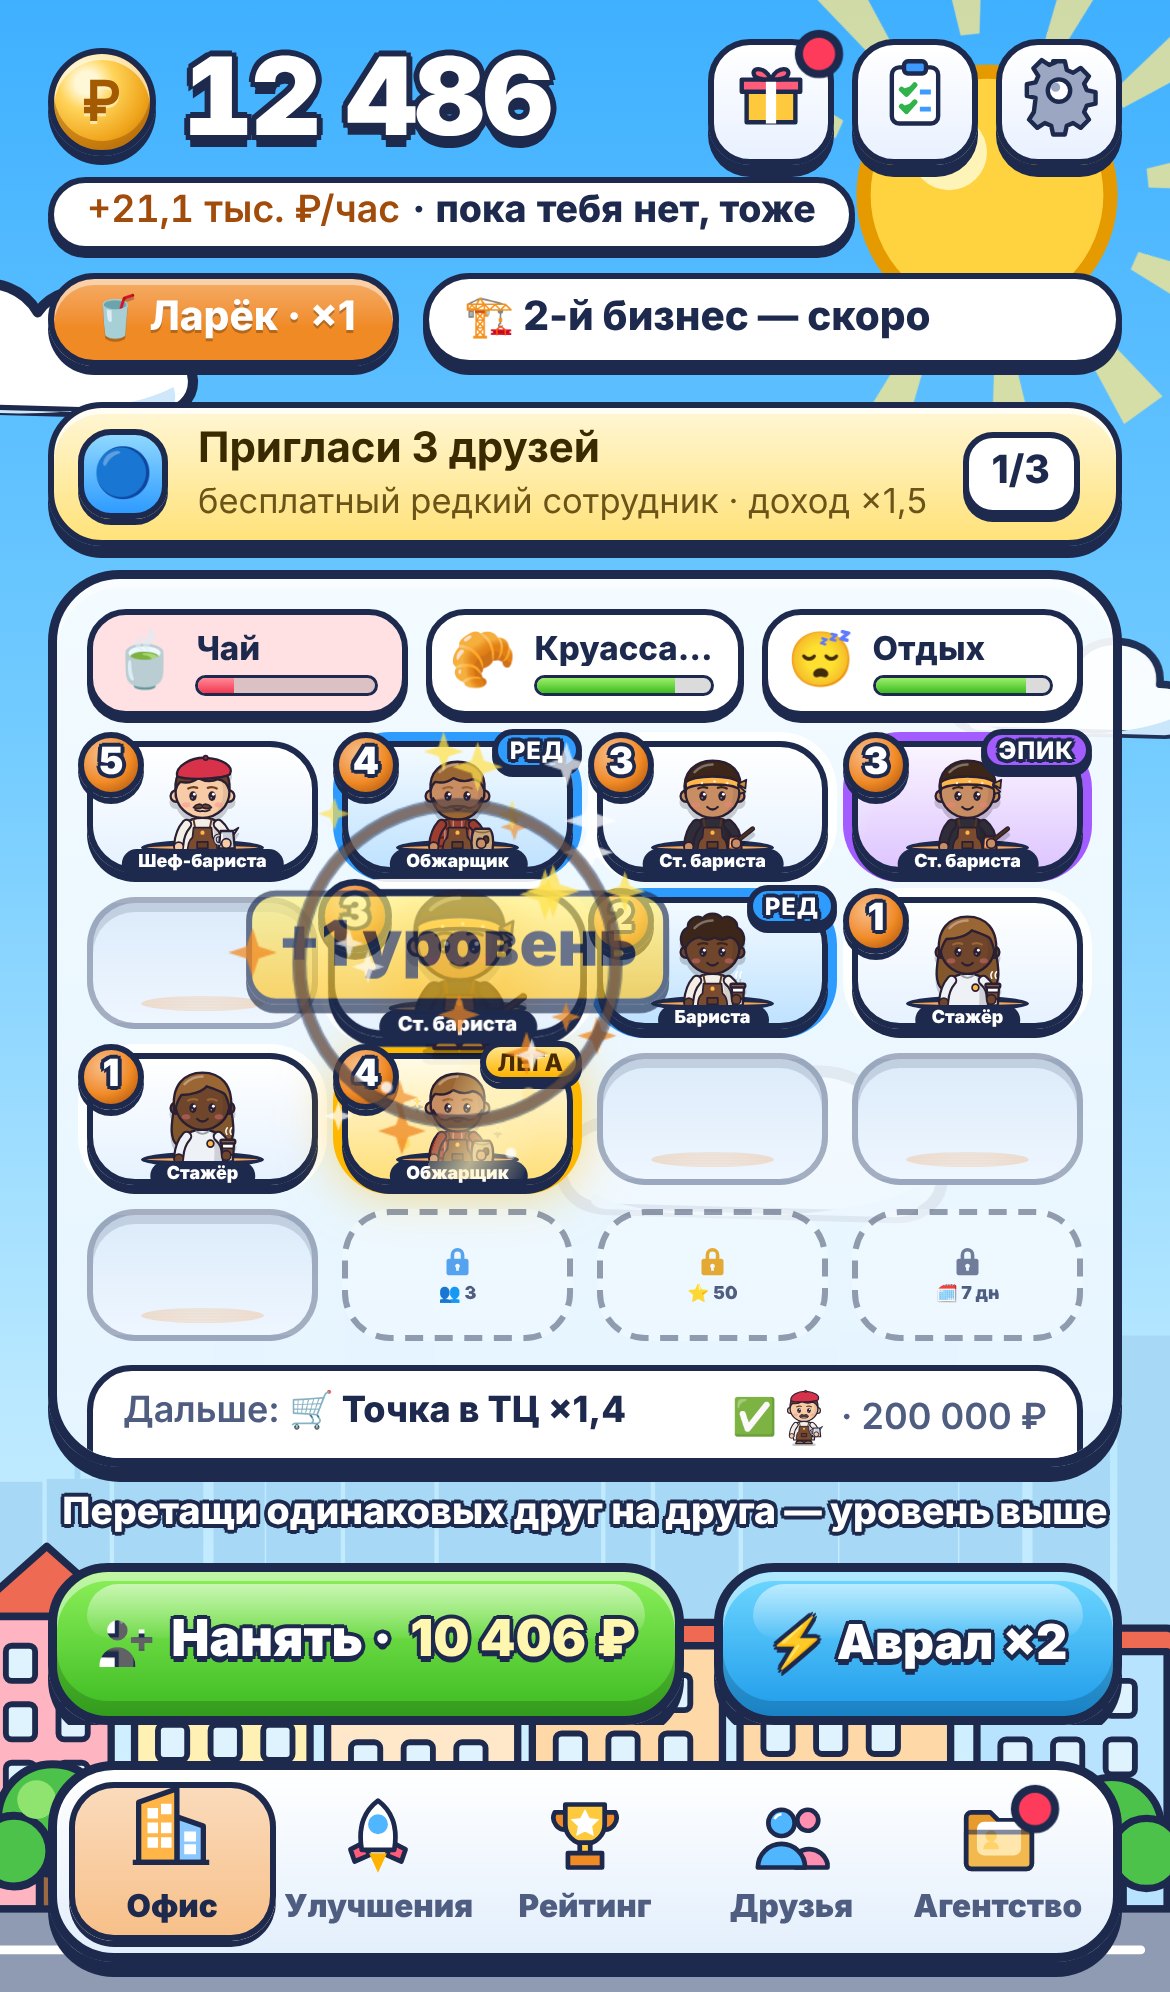 ₽ 12 486
+21,1 тыс. ₽/час · пока тебя нет, тоже
Ларёк · ×1
2-й бизнес — скоро
Пригласи 3 друзей
бесплатный редкий сотрудник · доход ×1,5
1/3
Чай
Круасса...
Отдых
5
Шеф-бариста
4
РЕД
Обжарщик
3
Ст. бариста
3
ЭПИК
Ст. бариста
3
+1 уровень
Ст. бариста
2
РЕД
Бариста
1
Стажёр
1
Стажёр
4
ЛЕГА
Обжарщик
3
50
7 дн
Дальше: Точка в ТЦ ×1,4
· 200 000 ₽
Перетащи одинаковых друг на друга — уровень выше
Нанять · 10 406 ₽
Аврал ×2
Офис
Улучшения
Рейтинг
Друзья
Агентство